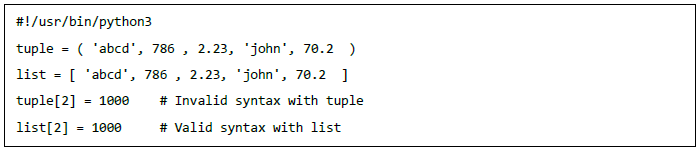 #!/usr/bin/python3
tuple = ( 'abcd', 786 , 2.23, 'john', 70.2  )
list = [ 'abcd', 786 , 2.23, 'john', 70.2  ]
tuple[2] = 1000    # Invalid syntax with tuple
list[2] = 1000     # Valid syntax with list